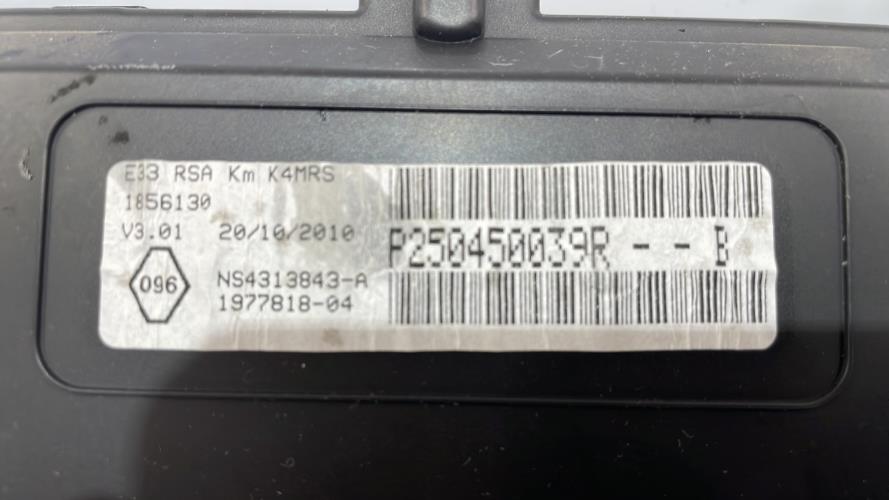 E33 RSA Km K4MRS
1856130
V3.01 20/10/2010
P250450039R - - B
096
NS4313843-A
1977818-04